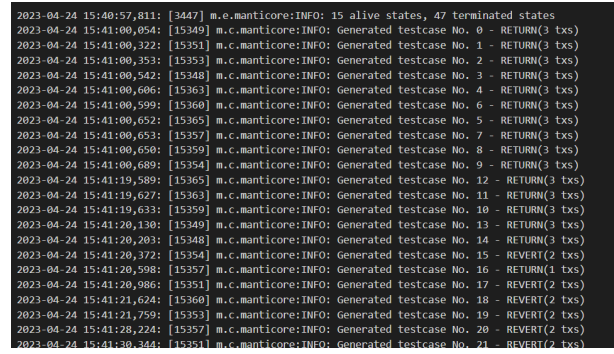 2023-04-24 15:40:57,811: [3447] m.e.manticore:INFO: 15 alive states, 47 terminated states
2023-04-24 15:41:00,054: [15349] m.c.manticore:INFO: Generated testcase No. 0 - RETURN(3 txs)
2023-04-24 15:41:00,322: [15351] m.c.manticore:INFO: Generated testcase No. 1 - RETURN(3 txs)
2023-04-24 15:41:00,353: [15353] m.c.manticore:INFO: Generated testcase No. 2 - RETURN(3 txs)
2023-04-24 15:41:00,542: [15348] m.c.manticore:INFO: Generated testcase No. 3 - RETURN(3 txs)
2023-04-24 15:41:00,606: [15363] m.c.manticore:INFO: Generated testcase No. 4 - RETURN(3 txs)
2023-04-24 15:41:00,599: [15360] m.c.manticore:INFO: Generated testcase No. 6 - RETURN(3 txs)
2023-04-24 15:41:00,652: [15365] m.c.manticore:INFO: Generated testcase No. 5 - RETURN(3 txs)
2023-04-24 15:41:00,653: [15357] m.c.manticore:INFO: Generated testcase No. 7 - RETURN(3 txs)
2023-04-24 15:41:00,650: [15359] m.c.manticore:INFO: Generated testcase No. 8 - RETURN(3 txs)
2023-04-24 15:41:00,689: [15354] m.c.manticore:INFO: Generated testcase No. 9 - RETURN(3 txs)
2023-04-24 15:41:19,589: [15365] m.c.manticore:INFO: Generated testcase No. 12 - RETURN(3 txs)
2023-04-24 15:41:19,627: [15363] m.c.manticore:INFO: Generated testcase No. 11 - RETURN(3 txs)
2023-04-24 15:41:19,633: [15359] m.c.manticore:INFO: Generated testcase No. 10 - RETURN(3 txs)
2023-04-24 15:41:20,130: [15349] m.c.manticore:INFO: Generated testcase No. 13 - RETURN(3 txs)
2023-04-24 15:41:20,203: [15348] m.c.manticore:INFO: Generated testcase No. 14 - RETURN(3 txs)
2023-04-24 15:41:20,372: [15354] m.c.manticore:INFO: Generated testcase No. 15 - REVERT(2 txs)
2023-04-24 15:41:20,598: [15357] m.c.manticore:INFO: Generated testcase No. 16 - RETURN(1 txs)
2023-04-24 15:41:20,986: [15351] m.c.manticore:INFO: Generated testcase No. 17 - REVERT(2 txs)
2023-04-24 15:41:21,624: [15360] m.c.manticore:INFO: Generated testcase No. 18 - REVERT(2 txs)
2023-04-24 15:41:21,759: [15353] m.c.manticore:INFO: Generated testcase No. 19 - REVERT(2 txs)
2023-04-24 15:41:28,224: [15357] m.c.manticore:INFO: Generated testcase No. 20 - REVERT(2 txs)
2023-04-24 15:41:30,344: [15351] m.c.manticore:INFO: Generated testcase No. 21 - REVERT(2 txs)